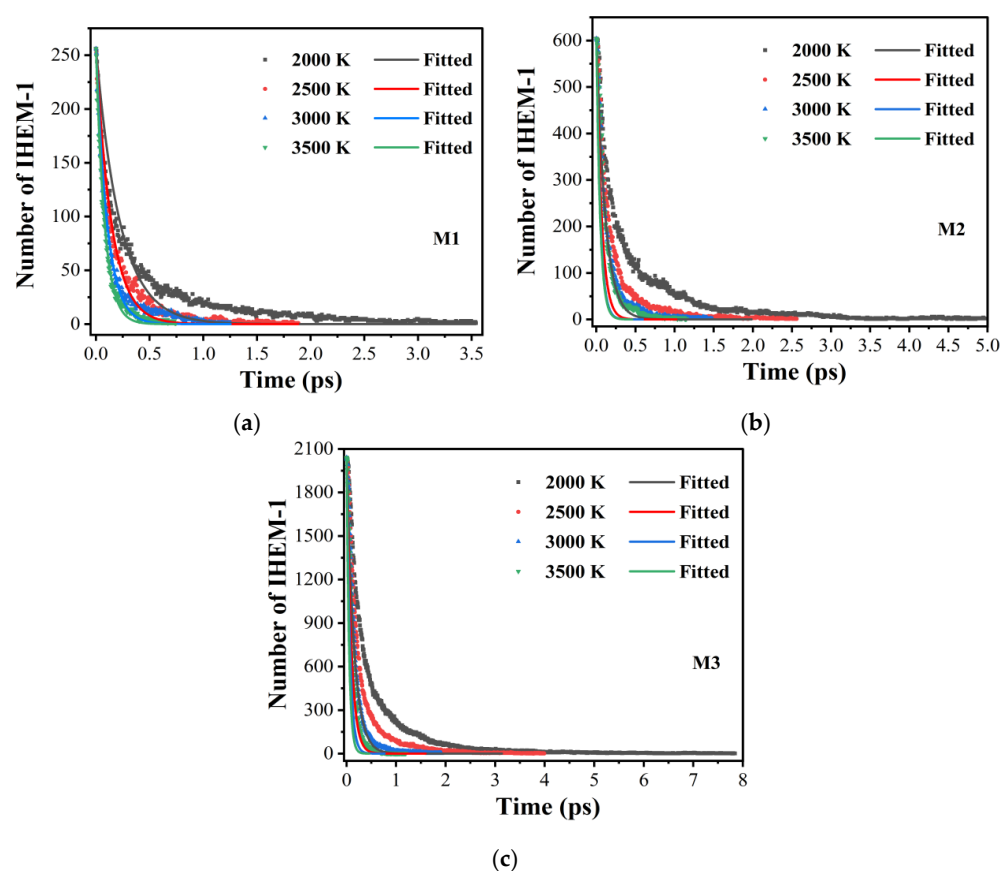 250
200
150
100
50
0
Number of IHEM-1
2000 K Fitted
2500 K Fitted
3000 K Fitted
3500 K Fitted
M1
0.0 0.5 1.0 1.5 2.0 2.5 3.0 3.5
Time (ps)
(a)
600
500
400
300
200
100
0
Number of IHEM-1
2000 K Fitted
2500 K Fitted
3000 K Fitted
3500 K Fitted
M2
0.0 0.5 1.0 1.5 2.0 2.5 3.0 3.5 4.0 4.5 5.0
Time (ps)
(b)
2100
1800
1500
1200
900
600
300
0
Number of IHEM-1
2000 K Fitted
2500 K Fitted
3000 K Fitted
3500 K Fitted
M3
0 1 2 3 4 5 6 7 8
Time (ps)
(c)